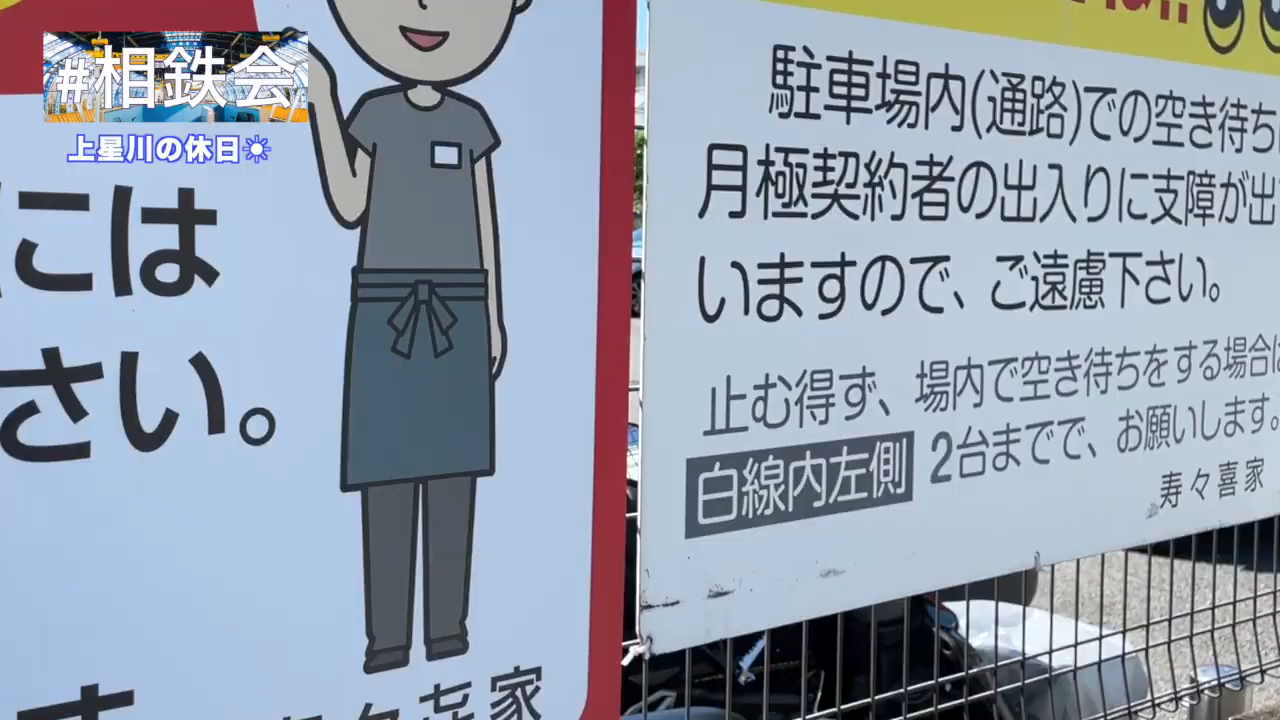 #相鉄会
上星川の休日☀
には
さい。
々喜家
駐車場内(通路)での空き待ち
月極契約者の出入りに支障が出
いますので、ご遠慮下さい。
止む得ず、場内で空き待ちをする場合は
白線内左側 2台までで、お願いします。
寿々喜家